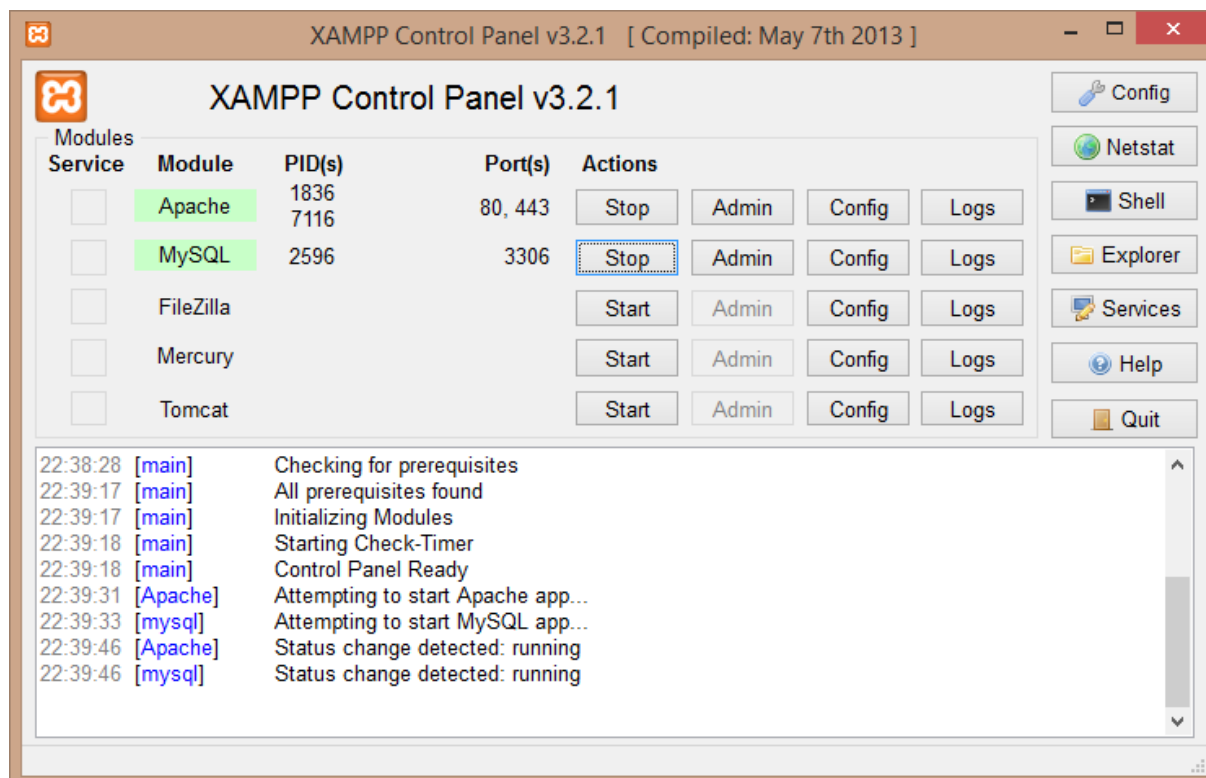 XAMPP Control Panel v3.2.1 [ Compiled: May 7th 2013 ]
XAMPP Control Panel v3.2.1
Config
Modules
Netstat
Service Module PID(s) Port(s) Actions
Apache 1836 7116 80, 443 Stop Admin Config Logs
Shell
MySQL 2596 3306 Stop Admin Config Logs
Explorer
FileZilla Start Admin Config Logs
Services
Mercury Start Admin Config Logs
Help
Tomcat Start Admin Config Logs
Quit
22:38:28 [main] Checking for prerequisites
22:39:17 [main] All prerequisites found
22:39:17 [main] Initializing Modules
22:39:18 [main] Starting Check-Timer
22:39:18 [main] Control Panel Ready
22:39:31 [Apache] Attempting to start Apache app...
22:39:33 [mysql] Attempting to start MySQL app...
22:39:46 [Apache] Status change detected: running
22:39:46 [mysql] Status change detected: running